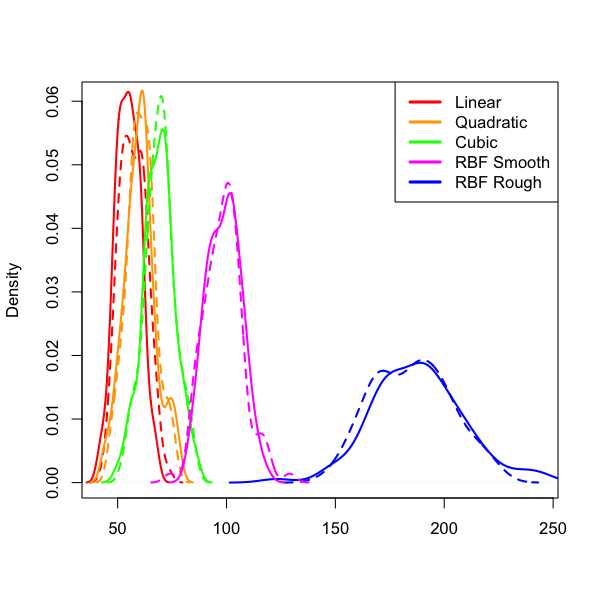 Linear
Quadratic
Cubic
RBF Smooth
RBF Rough
Density
0.06
0.05
0.04
0.03
0.02
0.01
0.00
50 100 150 200 250